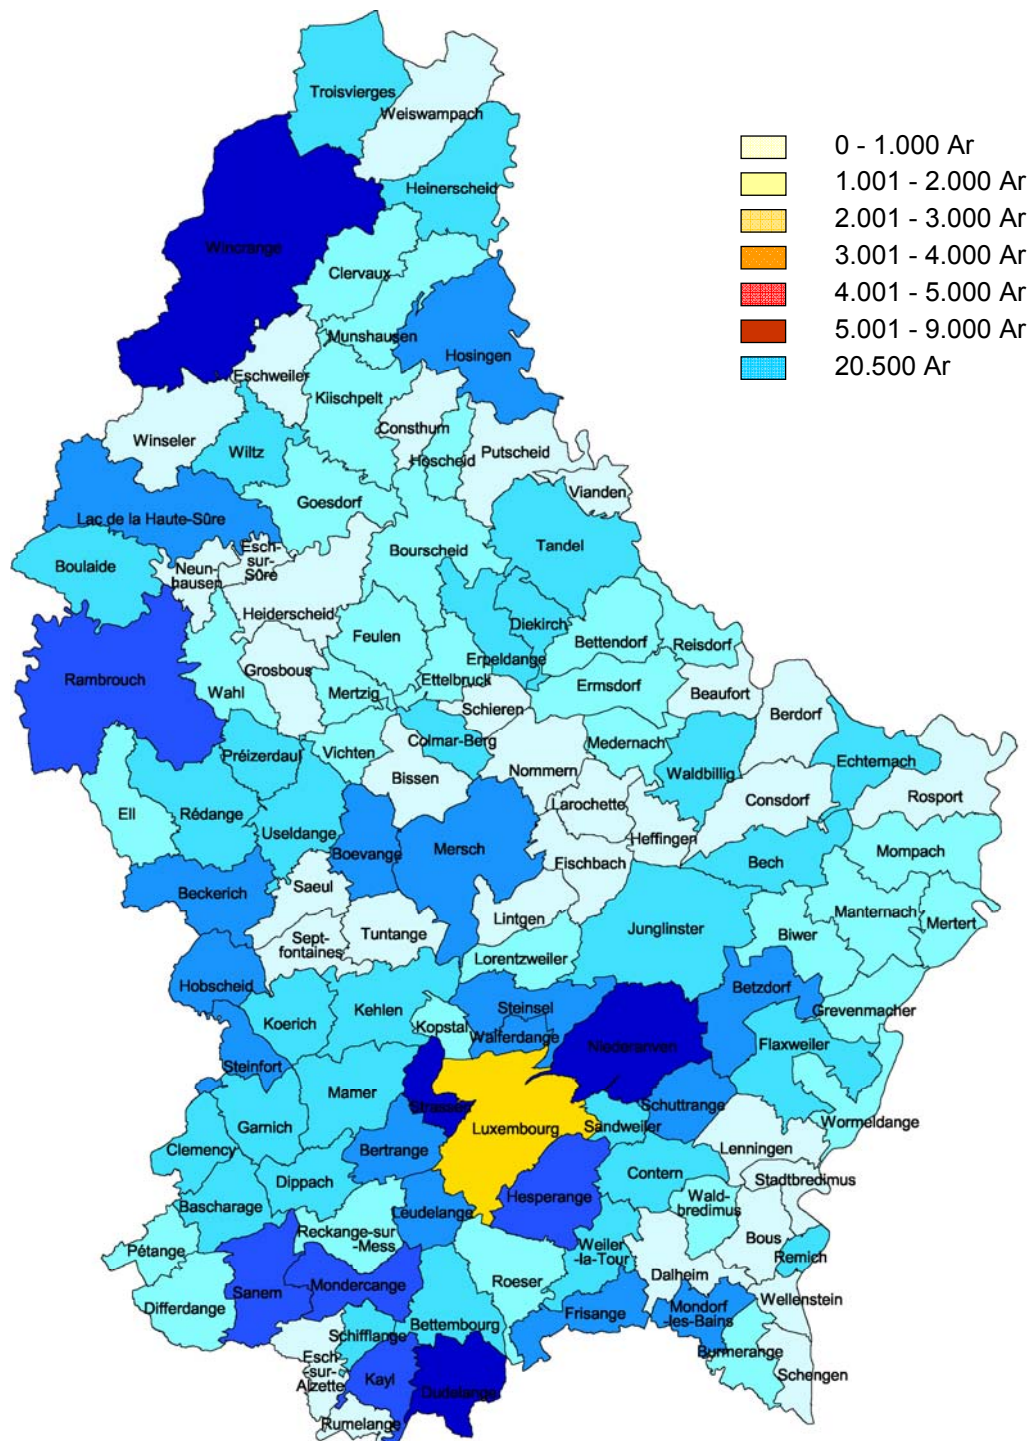 Troisvierges
Weiswampach
0 - 1.000 Ar
1.001 - 2.000 Ar
2.001 - 3.000 Ar
3.001 - 4.000 Ar
4.001 - 5.000 Ar
5.001 - 9.000 Ar
20.500 Ar
Heinerscheid
Wincrange
Clervaux
Munshausen
Hosingen
Eschweiler
Kiischpelt
Consthum
Hoscheid
Putscheid
Winseler
Wiltz
Vianden
Goesdorf
Lac de la Haute-Sûre
Bourscheid
Tandel
Boulaide
Neun-
hausen
Esch-
sur-
Sûre
Heiderscheid
Diekirch
Feulen
Bettendorf
Reisdorf
Erpeldange
Rambrouch
Grosbous
Wahl
Mertzig
Ettelbruck
Ermsdorf
Beaufort
Schieren
Berdorf
Préizerdaul
Vichten
Colmar-Berg
Medernach
Bissen
Nommern
Waldbillig
Echternach
Ell
Rédange
Useldange
Larochette
Consdorf
Rosport
Boevange
Mersch
Heffingen
Fischbach
Bech
Mompach
Beckerich
Saeul
Lintgen
Tuntange
Sept-
fontaines
Junglinster
Biwer
Manternach
Mertert
Lorentzweiler
Hobscheid
Betzdorf
Koerich
Kehlen
Kopstal
Steinsel
Walferdange
Grevenmacher
Niederanven
Flaxweiler
Steinfort
Mamer
Strassen
Schuttrange
Garnich
Luxembourg
Sandweiler
Wormeldange
Clemency
Bertrange
Lenningen
Dippach
Contern
Stadtbredimus
Bascharage
Leudelange
Hesperange
Wald-
bredimus
Reckange-sur
-Mess
Bous
Pétange
Weiler
-la-Tour
Remich
Sanem
Mondercange
Roeser
Dalheim
Differdange
Frisange
Mondorf
-les-Bains
Wellenstein
Schifflange
Bettembourg
Burmerange
Esch
-sur-
Alzette
Kayl
Dudelange
Schengen
Rumelange